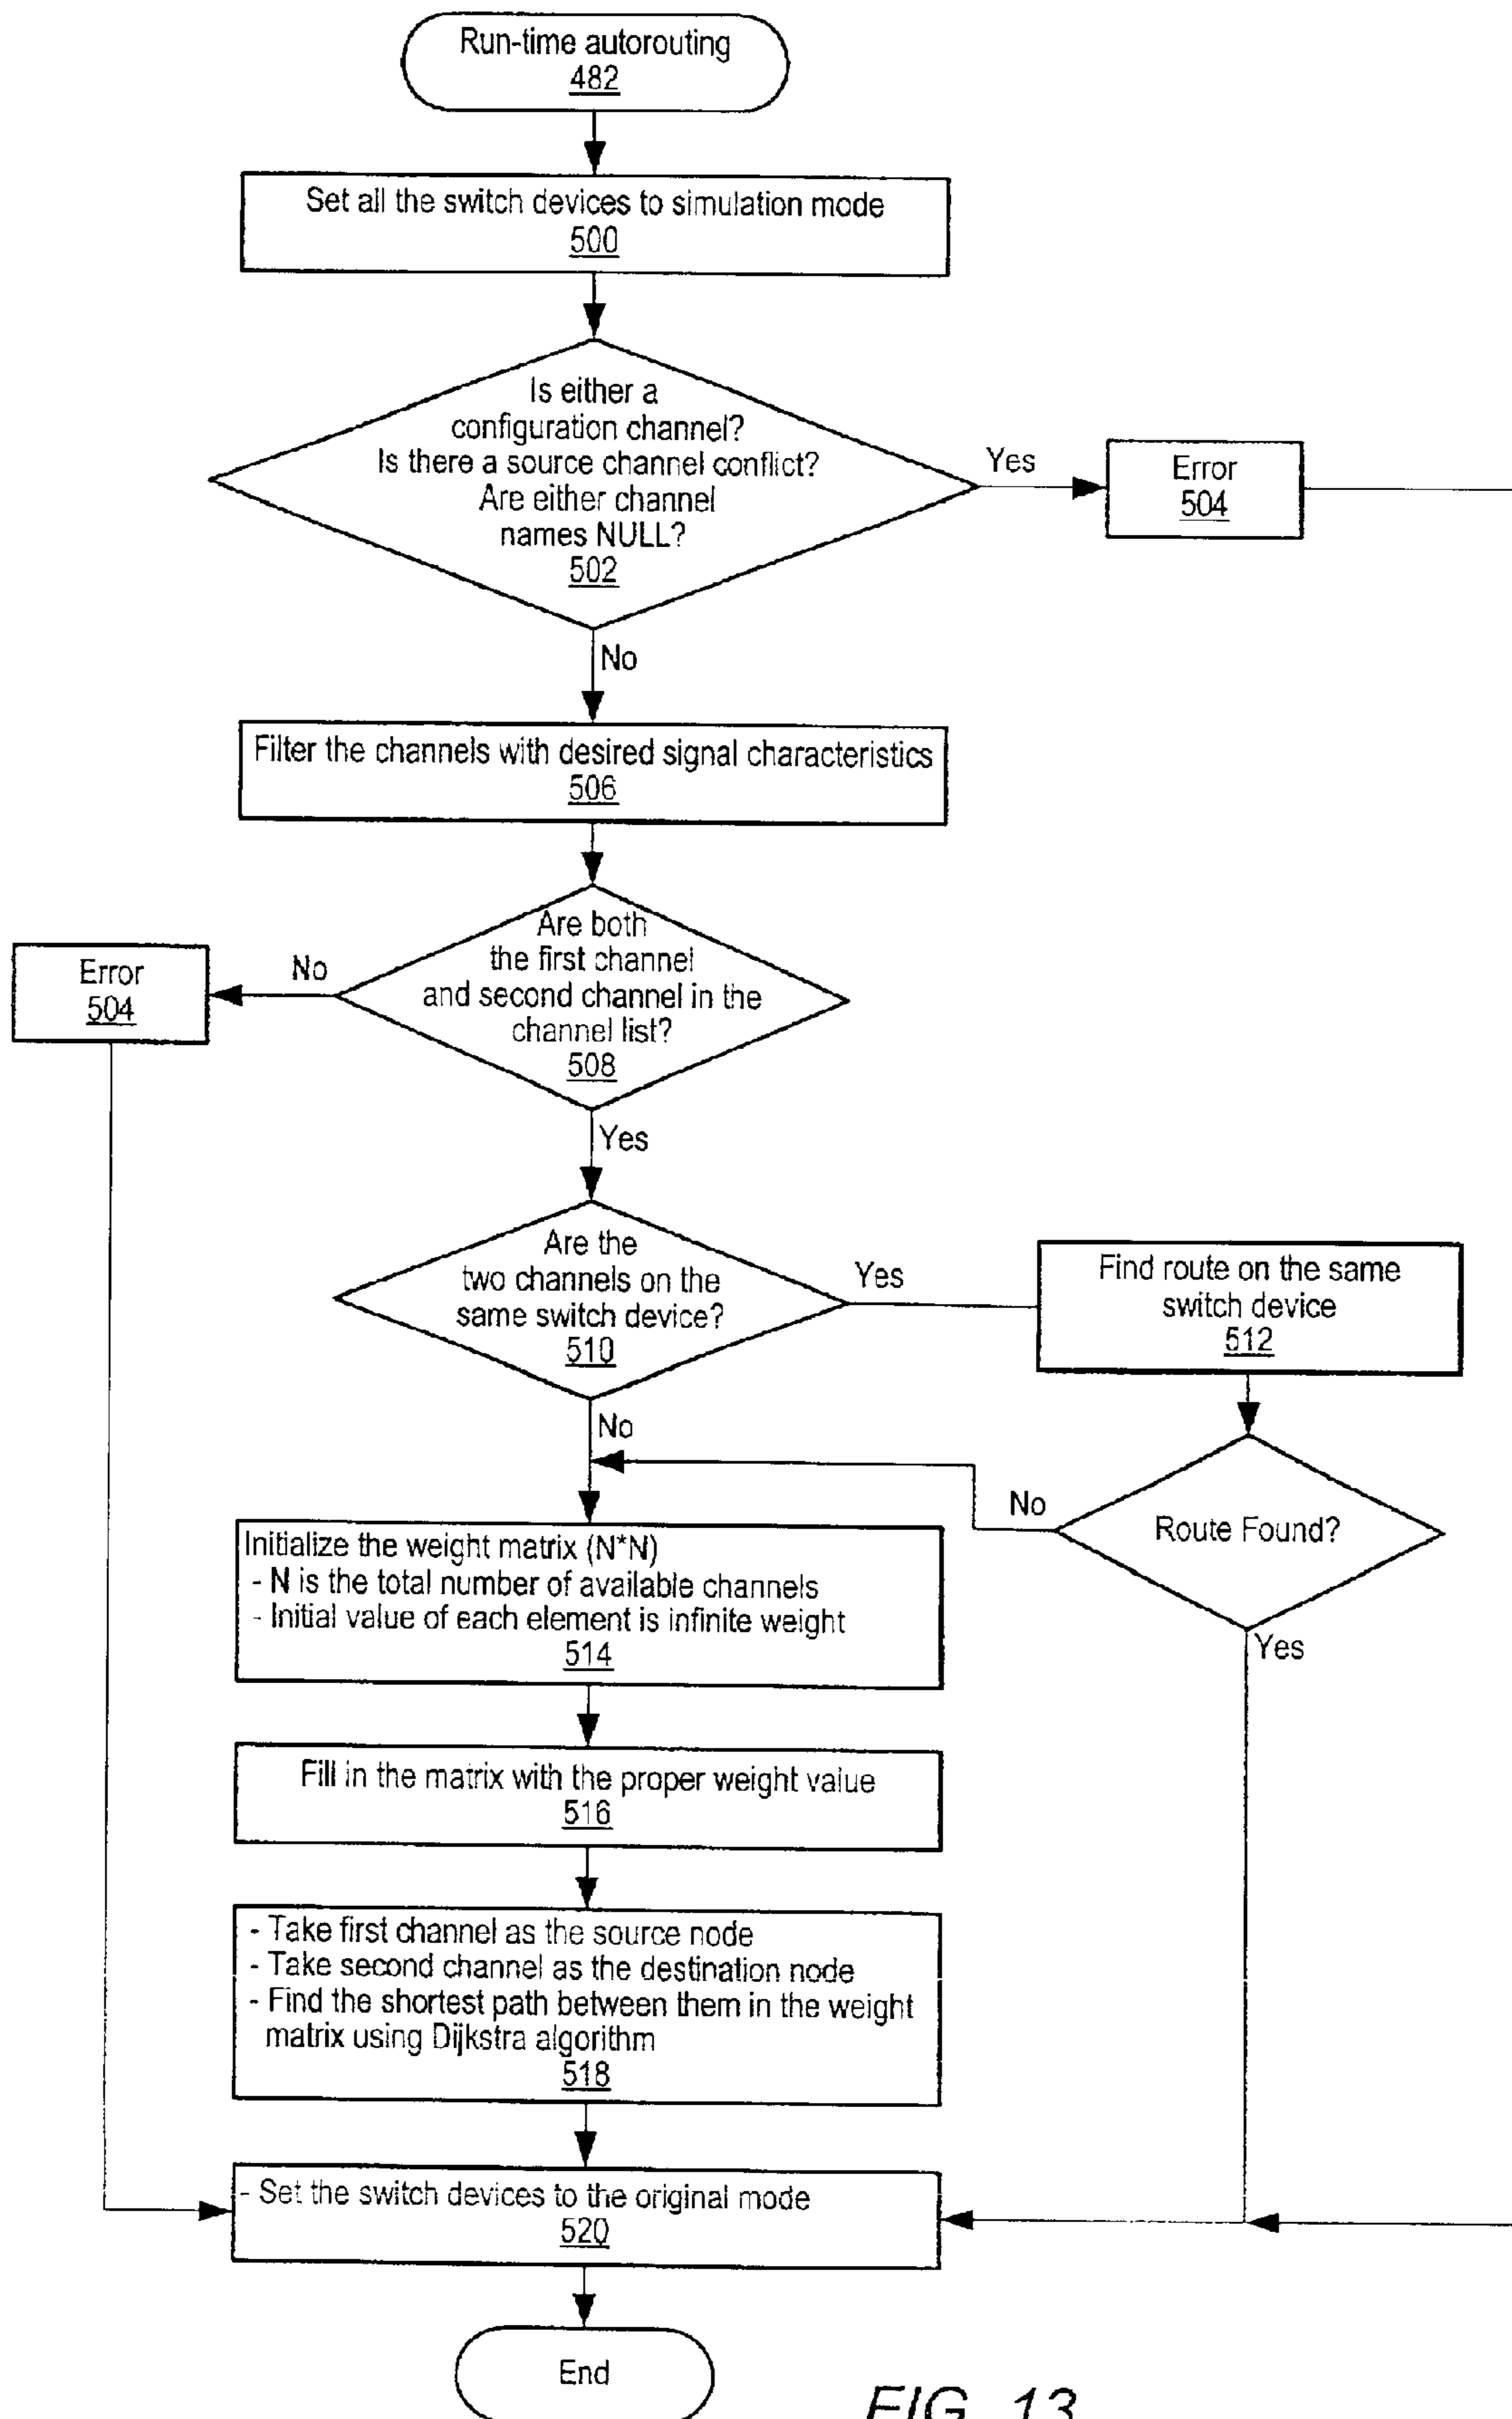 Run-time autorouting
482
Set all the switch devices to simulation mode
500
Is either a
configuration channel?
Is there a source channel conflict?
Are either channel
names NULL?
502
Yes
Error
504
No
Filter the channels with desired signal characteristics
506
Are both
the first channel
and second channel in the
channel list?
508
No
Error
504
Yes
Are the
two channels on the
same switch device?
510
Yes
Find route on the same
switch device
512
No
Route Found?
No
Yes
Initialize the weight matrix (N*N)
- N is the total number of available channels
- Initial value of each element is infinite weight
514
Fill in the matrix with the proper weight value
516
- Take first channel as the source node
- Take second channel as the destination node
- Find the shortest path between them in the weight
matrix using Dijkstra algorithm
518
- Set the switch devices to the original mode
520
End
FIG. 13